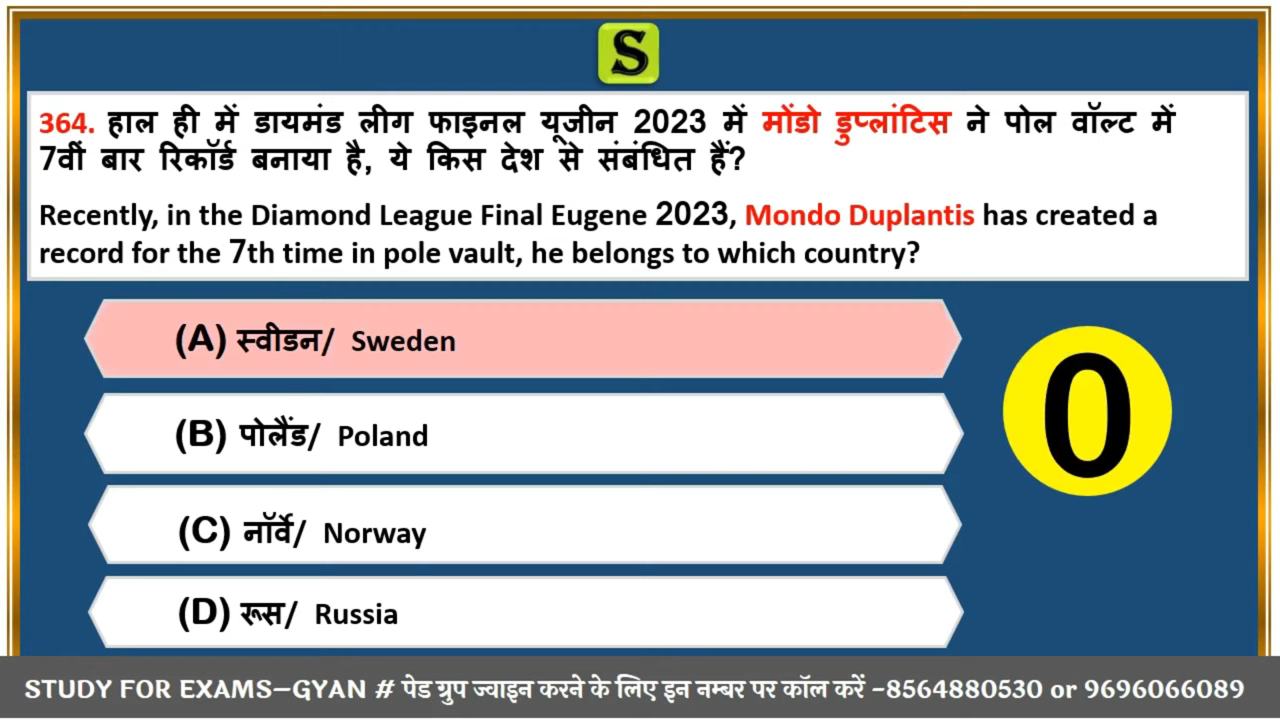 S
364. हाल ही में डायमंड लीग फाइनल यूजीन 2023 में मोंडो डुप्लांटिस ने पोल वॉल्ट में
7वीं बार रिकॉर्ड बनाया है, ये किस देश से संबंधित हैं?
Recently, in the Diamond League Final Eugene 2023, Mondo Duplantis has created a
record for the 7th time in pole vault, he belongs to which country?
(A) स्वीडन/ Sweden
(B) पोलैंड/ Poland
0
(C) नॉर्वे/ Norway
(D) रूस/ Russia
STUDY FOR EXAMS–GYAN # पेड ग्रुप ज्वाइन करने के लिए इन नम्बर पर कॉल करें –8564880530 or 9696066089